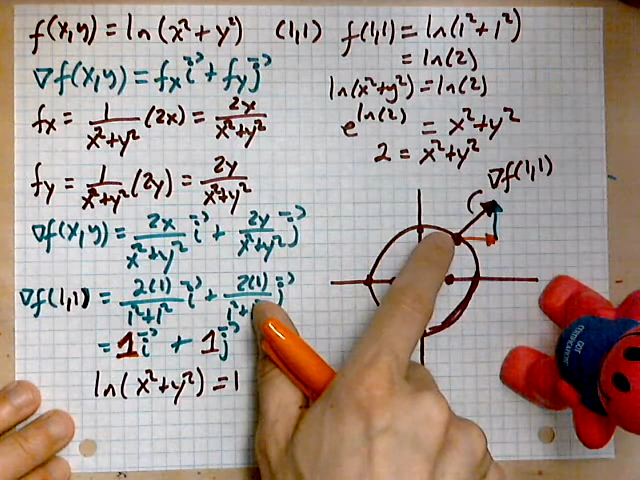 f(x,y) = ln(x²+y²) (1,1)
∇f(x,y) = fx i⃗ + fy j⃗
fx = 1/(x²+y²) (2x) = 2x/(x²+y²)
fy = 1/(x²+y²) (2y) = 2y/(x²+y²)
∇f(x,y) = 2x/(x²+y²) i⃗ + 2y/(x²+y²) j⃗
∇f(1,1) = 2(1)/(1²+1²) i⃗ + 2(1)/ j⃗
= 1 i⃗ + 1 j⃗
ln(x²+y²) = 1
f(1,1) = ln(1²+1²)
= ln(2)
ln(x²+y²) = ln(2)
e^ln(2) = x²+y²
2 = x²+y²
∇f(1,1)
GOT